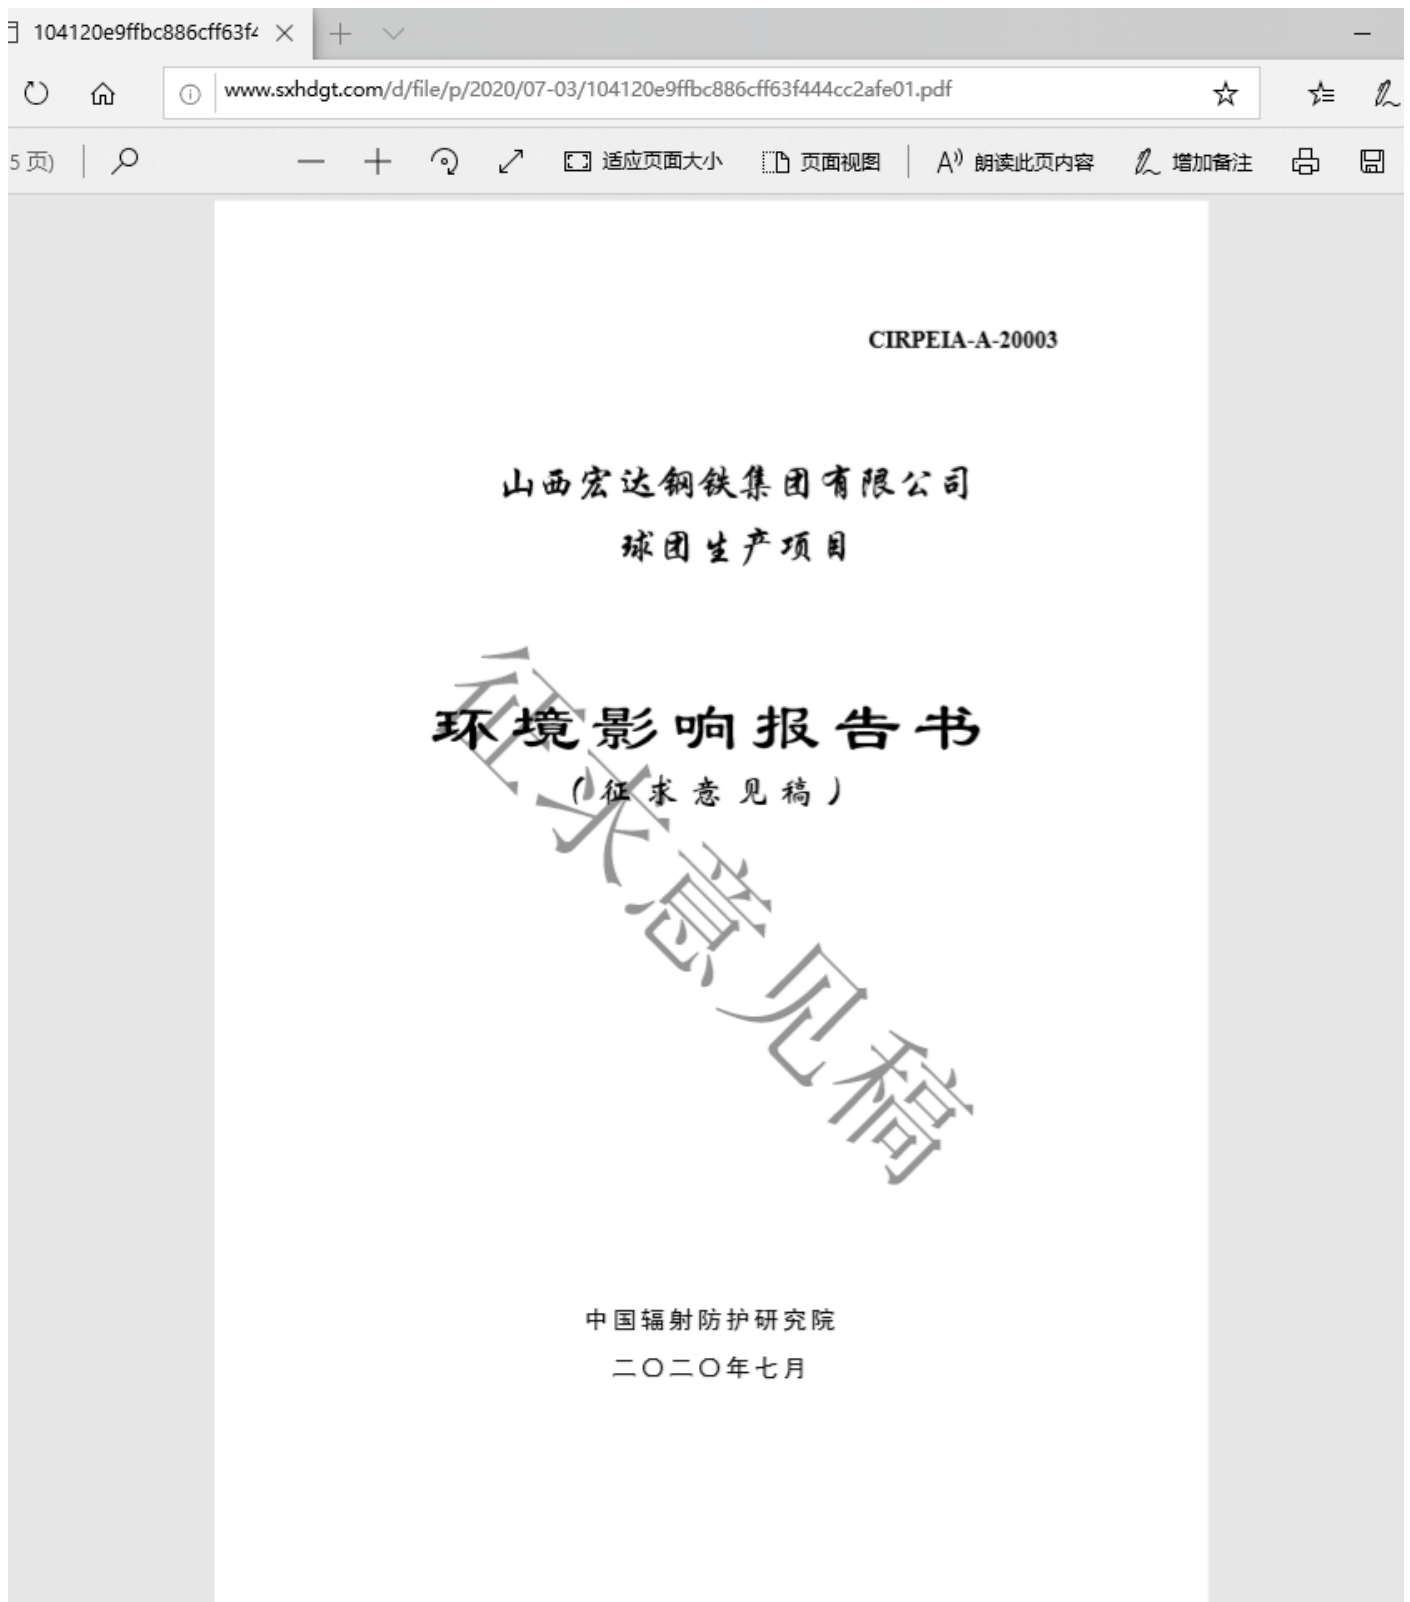 104120e9ffbc886cff63f4
www.sxhdgt.com/d/file/p/2020/07-03/104120e9ffbc886cff63f444cc2afe01.pdf
5 页) 适应页面大小 页面视图 A 朗读此页内容 增加备注
CIRPEIA-A-20003
山西宏达钢铁集团有限公司
球团生产项目
环境影响报告书
(征求意见稿)
征求意见稿
中国辐射防护研究院
二〇二〇年七月